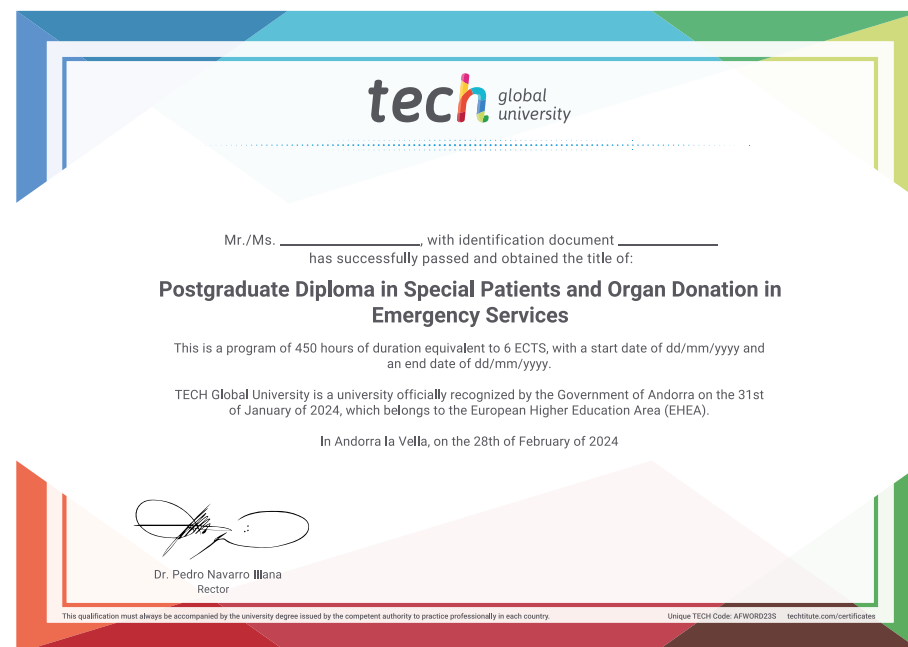 tech global
university
Mr./Ms. ____________, with identification document ____________
has successfully passed and obtained the title of:
Postgraduate Diploma in Special Patients and Organ Donation in
Emergency Services
This is a program of 450 hours of duration equivalent to 6 ECTS, with a start date of dd/mm/yyyy and
an end date of dd/mm/yyyy.
TECH Global University is a university officially recognized by the Government of Andorra on the 31st
of January of 2024, which belongs to the European Higher Education Area (EHEA).
In Andorra la Vella, on the 28th of February of 2024
Dr. Pedro Navarro Illana
Rector
This qualification must always be accompanied by the university degree issued by the competent authority to practice professionally in each country.
Unique TECH Code: AFWORD23S techtitute.com/certificates